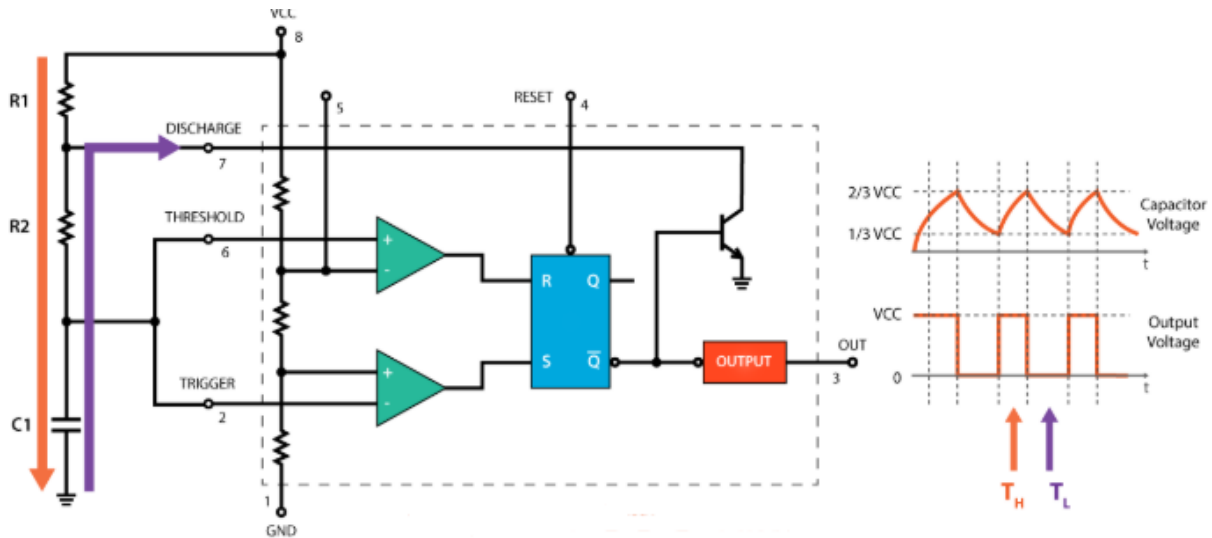 VCC
8
R1
5
RESET
4
DISCHARGE
7
2/3 VCC
Capacitor
Voltage
R2
THRESHOLD
6
+
-
1/3 VCC
t
R
Q
VCC
Output
Voltage
S
Q̅
OUTPUT
OUT
3
+
-
TRIGGER
2
0
t
C1
1
GND
TH
TL